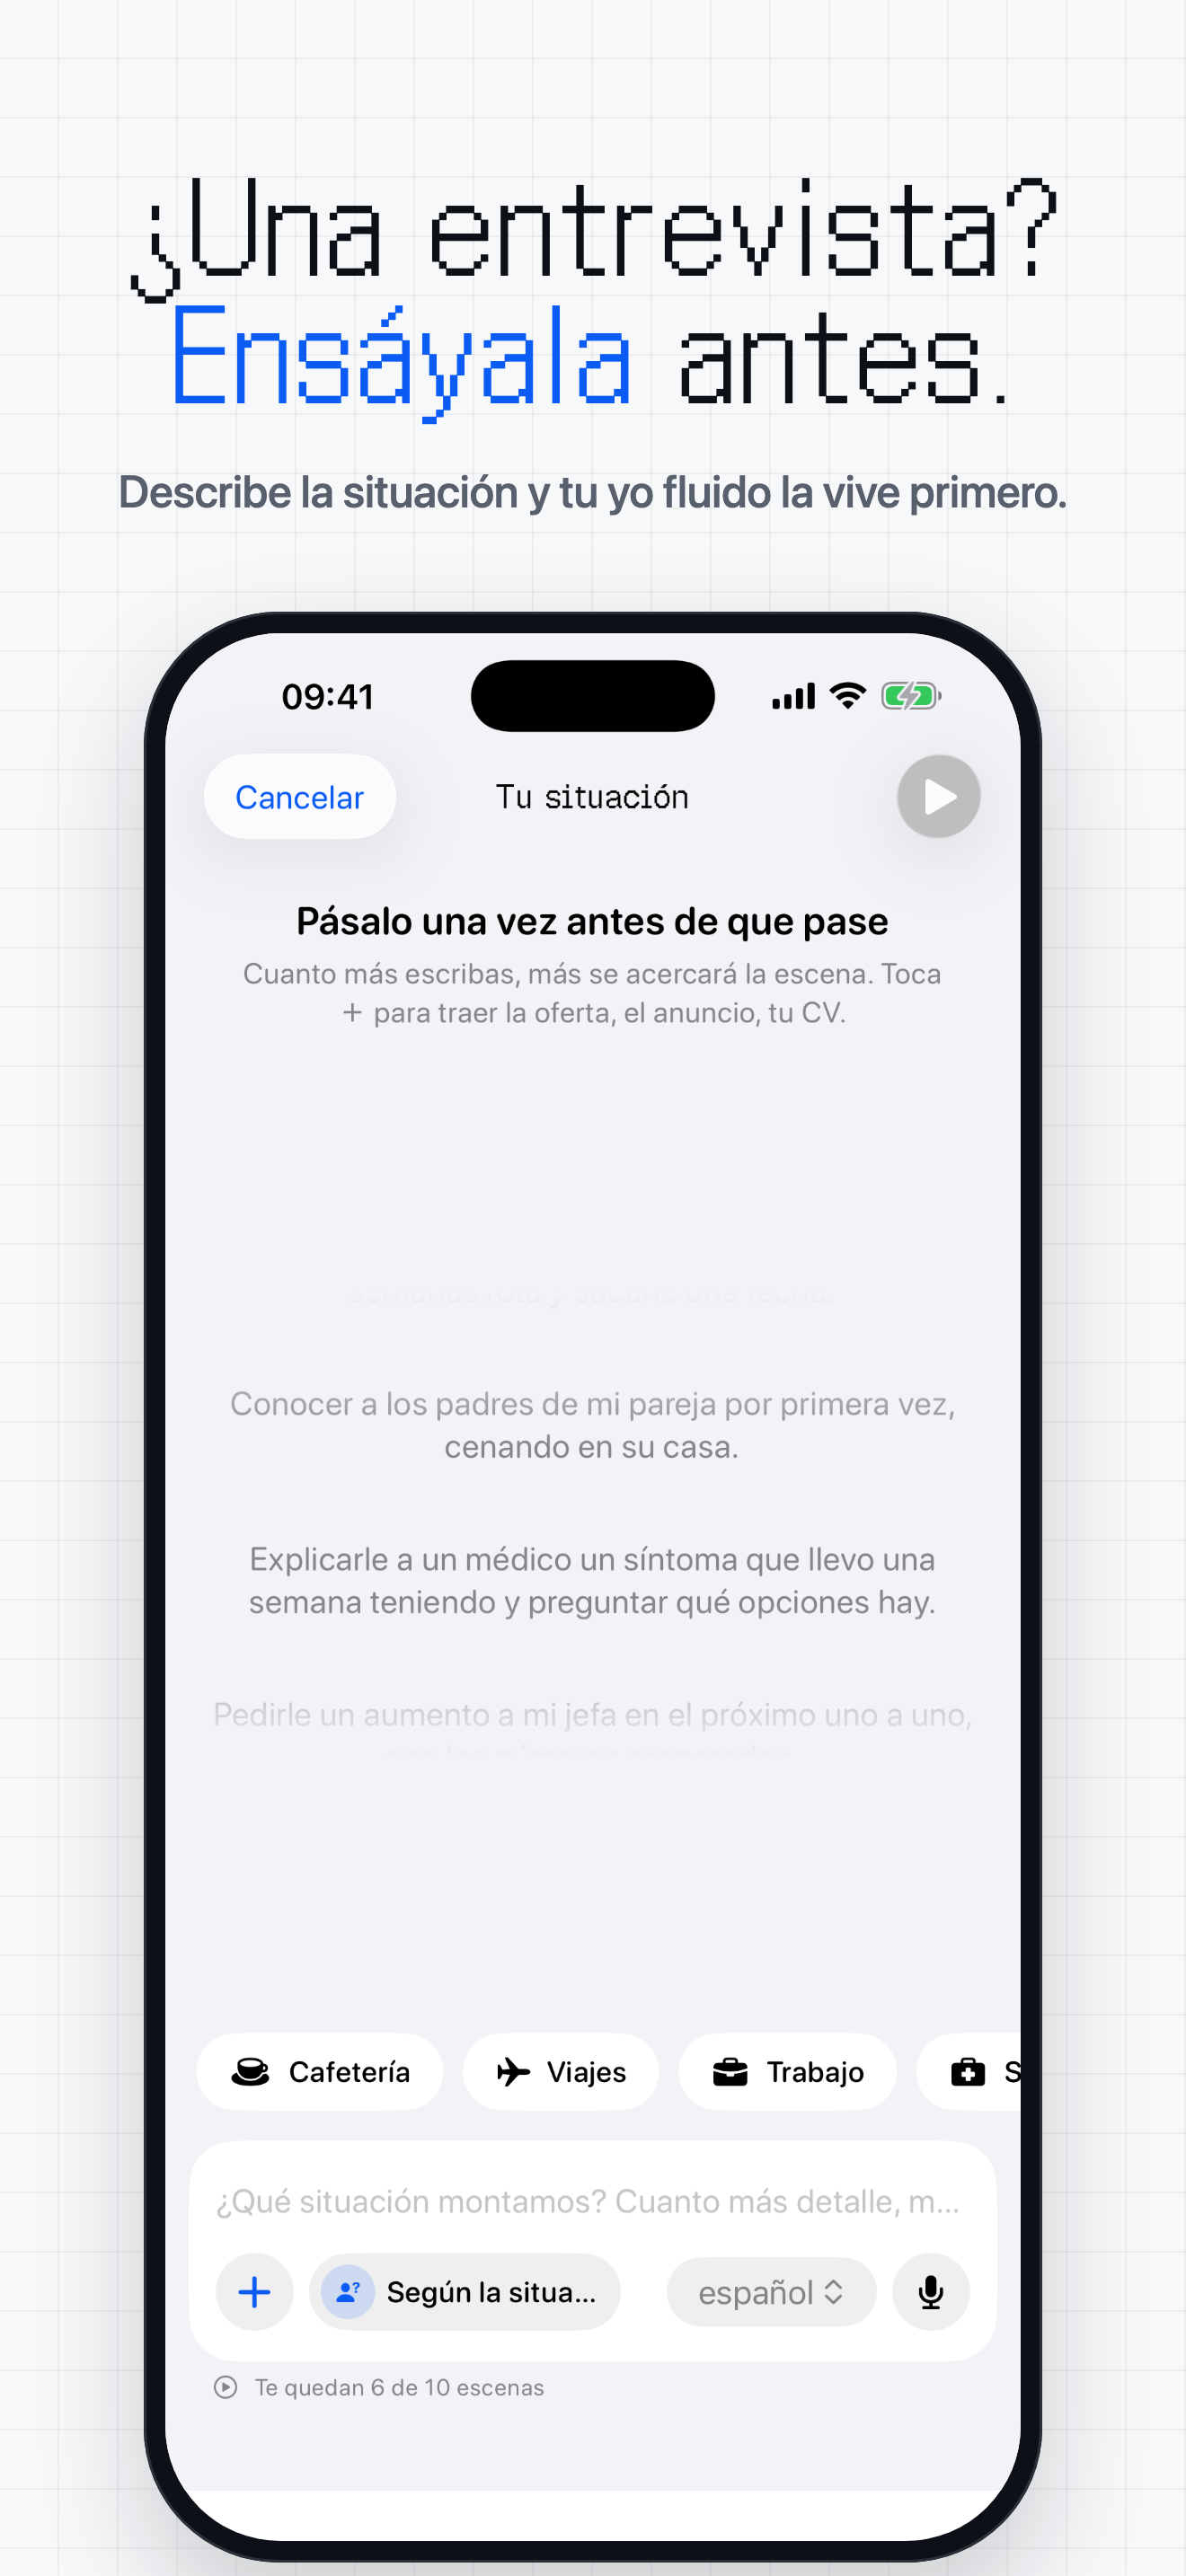 ¿Una entrevista?
Ensáyala antes.
Describe la situación y tu yo fluido la vive primero.
09:41
Cancelar
Tu situación
Pásalo una vez antes de que pase
Cuanto más escribas, más se acercará la escena. Toca
+ para traer la oferta, el anuncio, tu CV.
Conocer a los padres de mi pareja por primera vez,
cenando en su casa.
Explicarle a un médico un síntoma que llevo una
semana teniendo y preguntar qué opciones hay.
Pedirle un aumento a mi jefa en el próximo uno a uno,
con los números preparados.
Cafetería
Viajes
Trabajo
S
¿Qué situación montamos? Cuanto más detalle, m...
Según la situa...
español
Te quedan 6 de 10 escenas